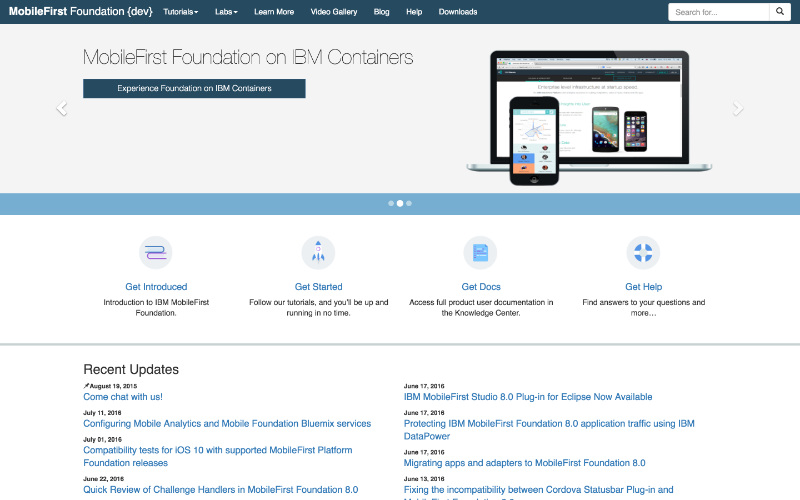 MobileFirst Foundation {dev} Tutorials Labs Learn More Video Gallery Blog Help Downloads Search for...
MobileFirst Foundation on IBM Containers
Experience Foundation on IBM Containers
Enterprise level infrastructure at startup speed
Get Introduced
Introduction to IBM MobileFirst
Foundation.
Get Started
Follow our tutorials, and you'll be up and
running in no time.
Get Docs
Access full product user documentation in
the Knowledge Center.
Get Help
Find answers to your questions and
more…
Recent Updates
August 19, 2015
Come chat with us!
July 11, 2016
Configuring Mobile Analytics and Mobile Foundation Bluemix services
July 01, 2016
Compatibility tests for iOS 10 with supported MobileFirst Platform
Foundation releases
June 22, 2016
Quick Review of Challenge Handlers in MobileFirst Foundation 8.0
June 17, 2016
IBM MobileFirst Studio 8.0 Plug-in for Eclipse Now Available
June 17, 2016
Protecting IBM MobileFirst Foundation 8.0 application traffic using IBM
DataPower
June 17, 2016
Migrating apps and adapters to MobileFirst Foundation 8.0
June 13, 2016
Fixing the incompatibility between Cordova Statusbar Plug-in and